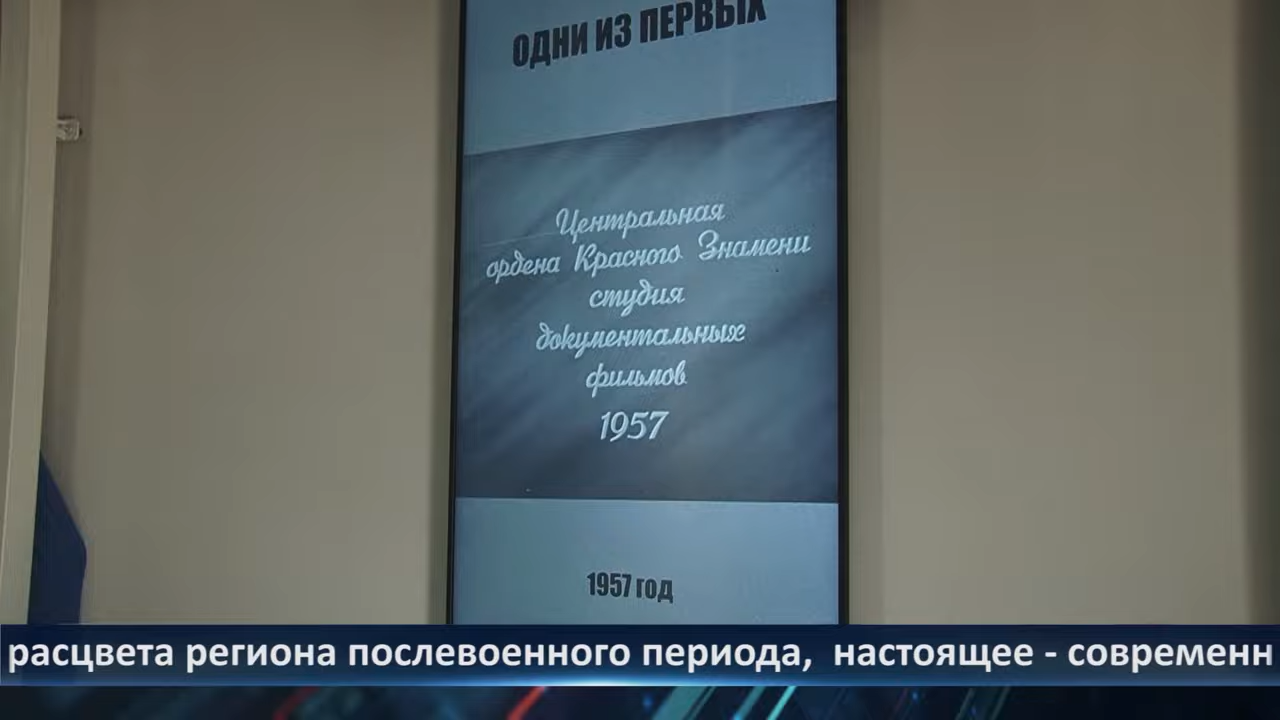 ОДНИ ИЗ ПЕРВЫХ
Центральная
ордена Красного Знамени
студия
документальных
фильмов
1957
1957 год
расцвета региона послевоенного периода, настоящее - современн